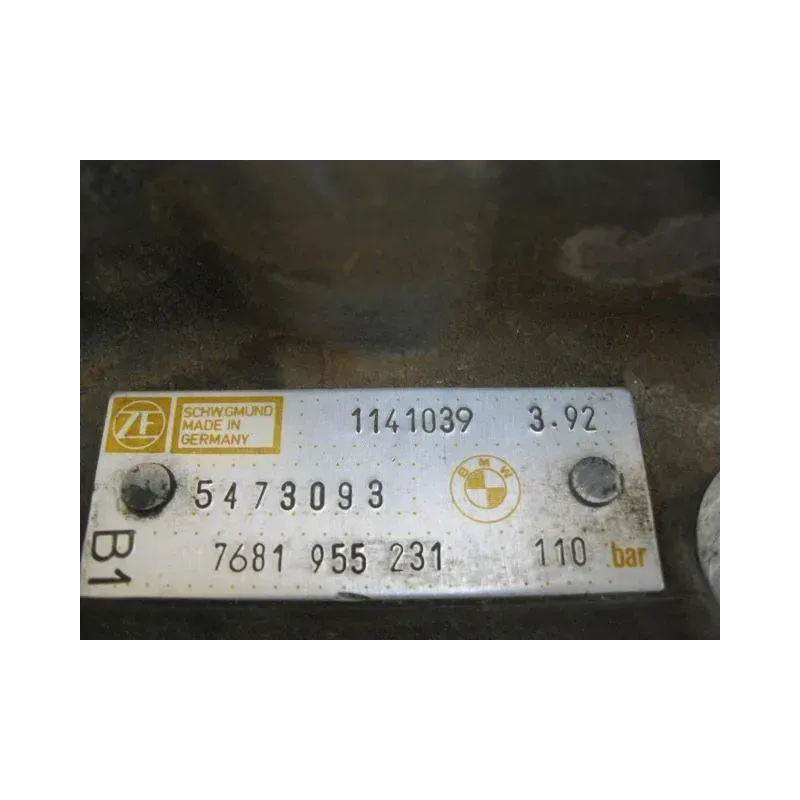 ZF
SCHW.GMÜND
MADE IN
GERMANY
1141039 3.92
5473093
BMW
B1
7681 955 231 110 bar